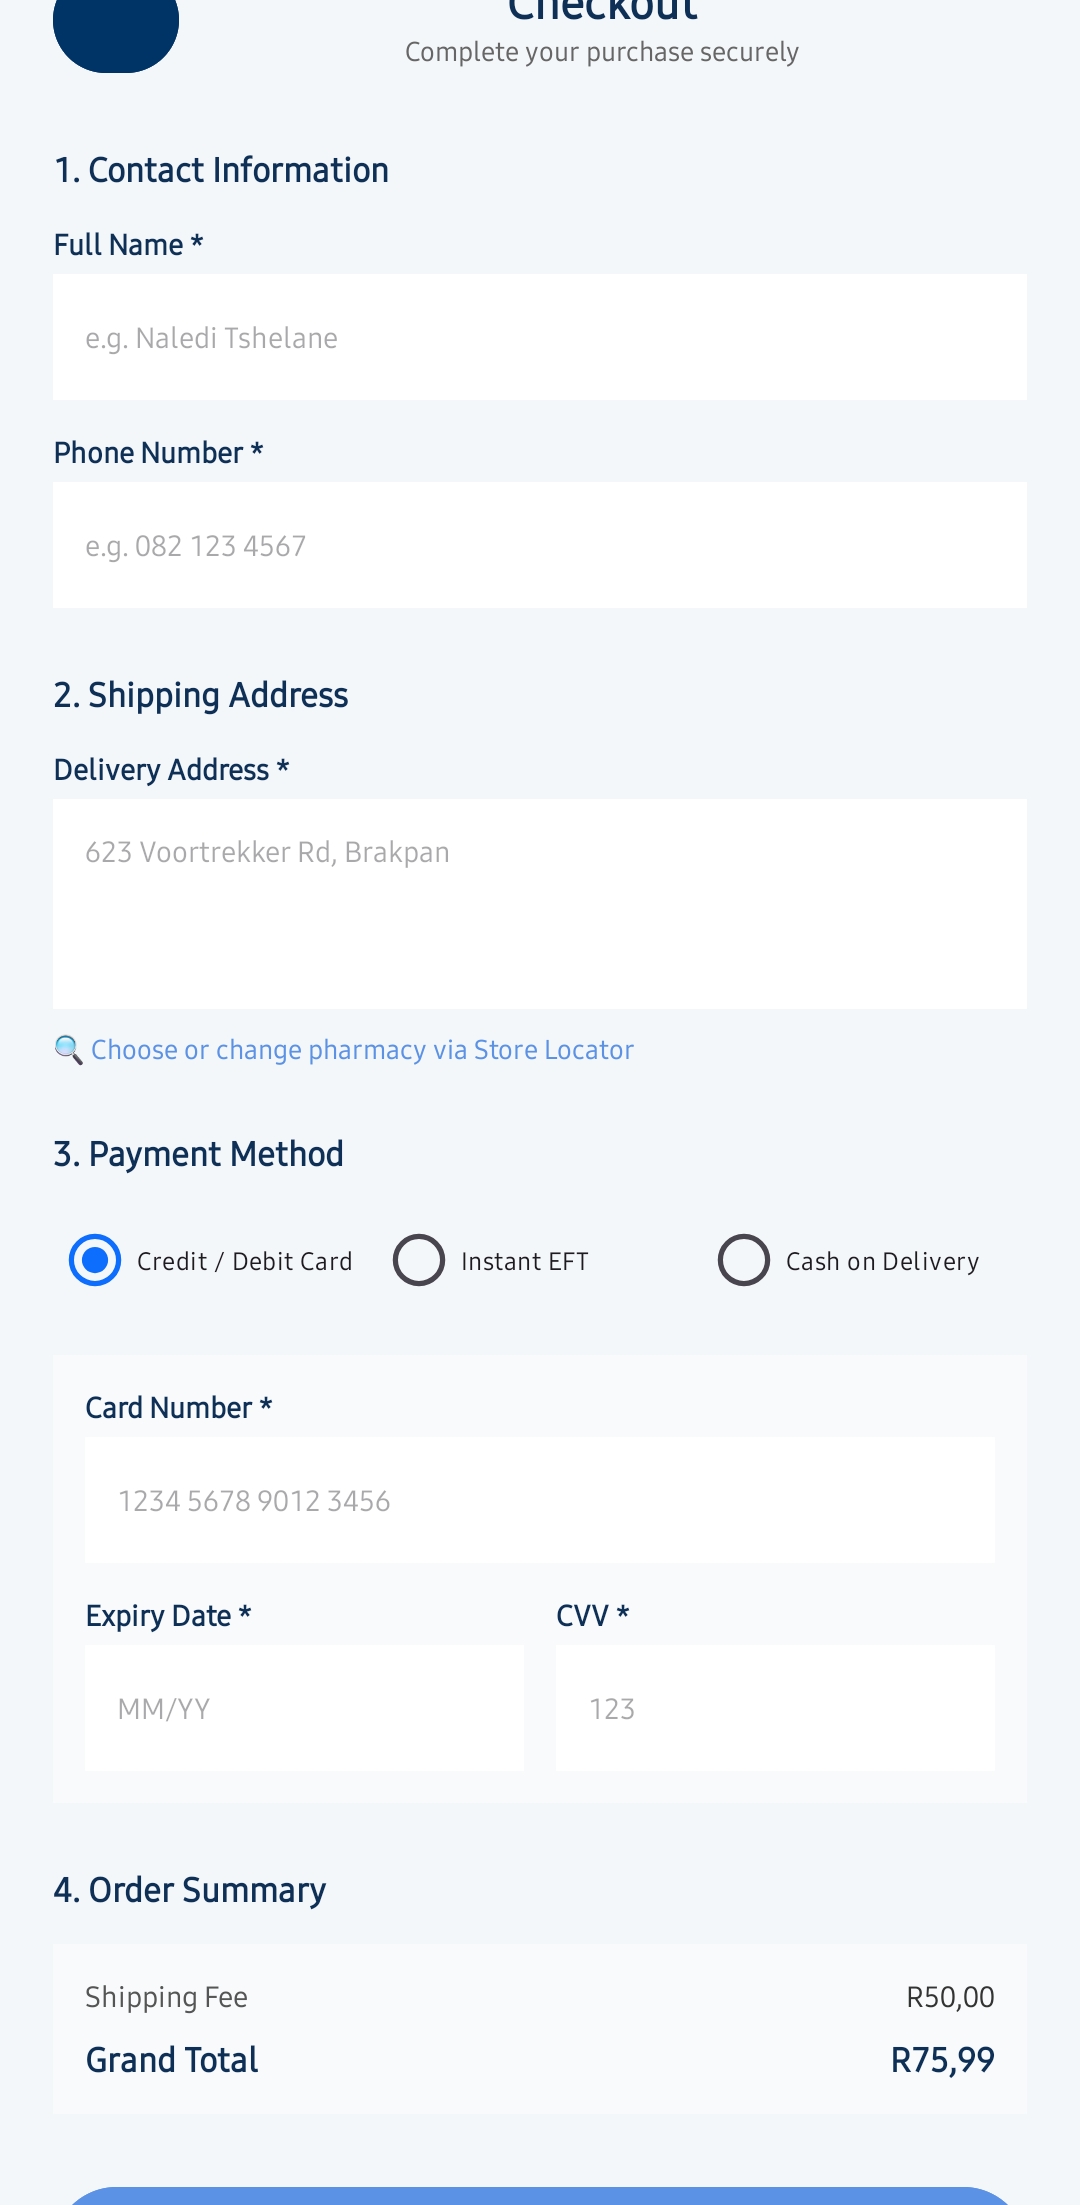 Checkout
Complete your purchase securely
1. Contact Information
Full Name *
e.g. Naledi Tshelane
Phone Number *
e.g. 082 123 4567
2. Shipping Address
Delivery Address *
623 Voortrekker Rd, Brakpan
🔍 Choose or change pharmacy via Store Locator
3. Payment Method
Credit / Debit Card Instant EFT Cash on Delivery
Card Number *
1234 5678 9012 3456
Expiry Date * CVV *
MM/YY 123
4. Order Summary
Shipping Fee R50,00
Grand Total R75,99